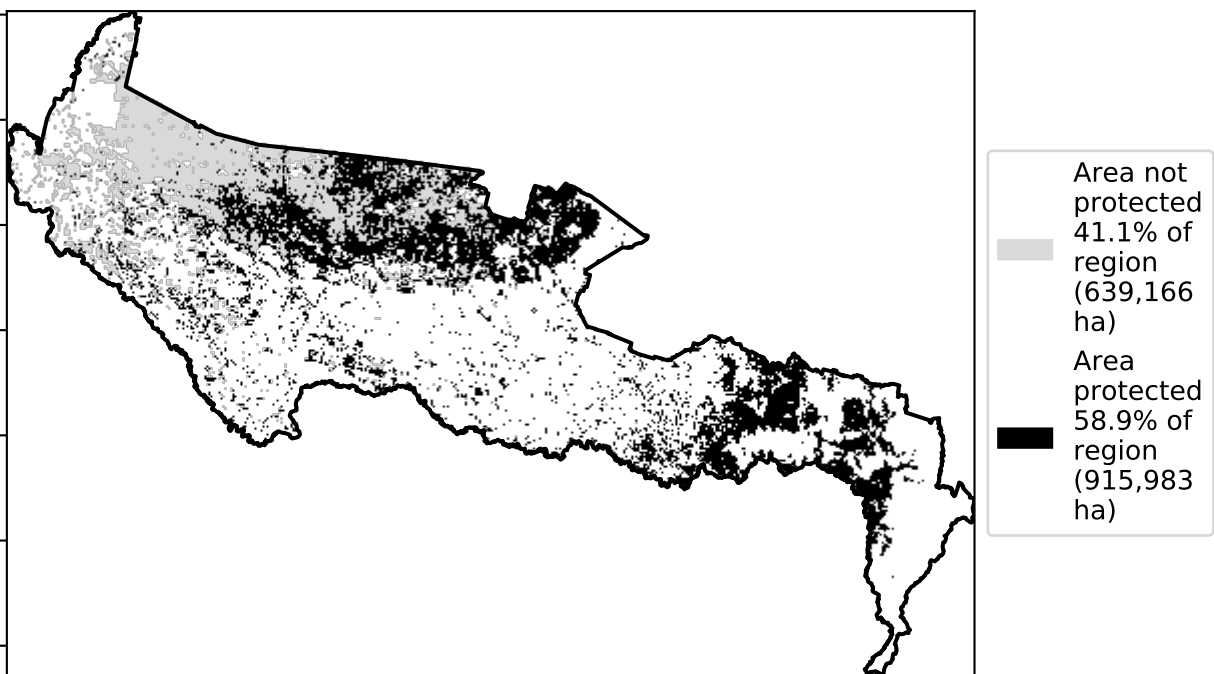 Area not
protected
41.1% of
region
(639,166
ha)
Area
protected
58.9% of
region
(915,983
ha)